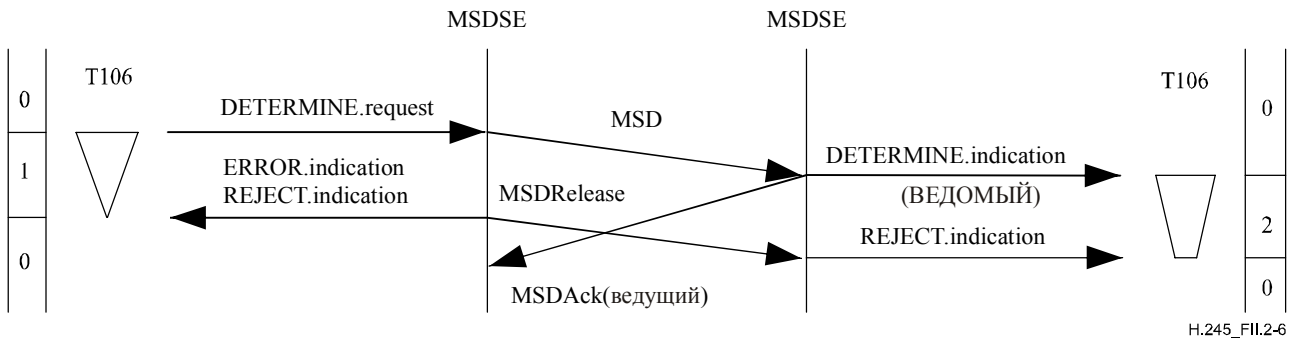 MSDSE MSDSE
T106 T106
0 0
DETERMINE.request MSD
DETERMINE.indication
1 ERROR.indication
REJECT.indication MSDRelease (ВЕДОМЫЙ)
REJECT.indication 2
0 MSDAck(ведущий) 0
H.245_FII.2-6